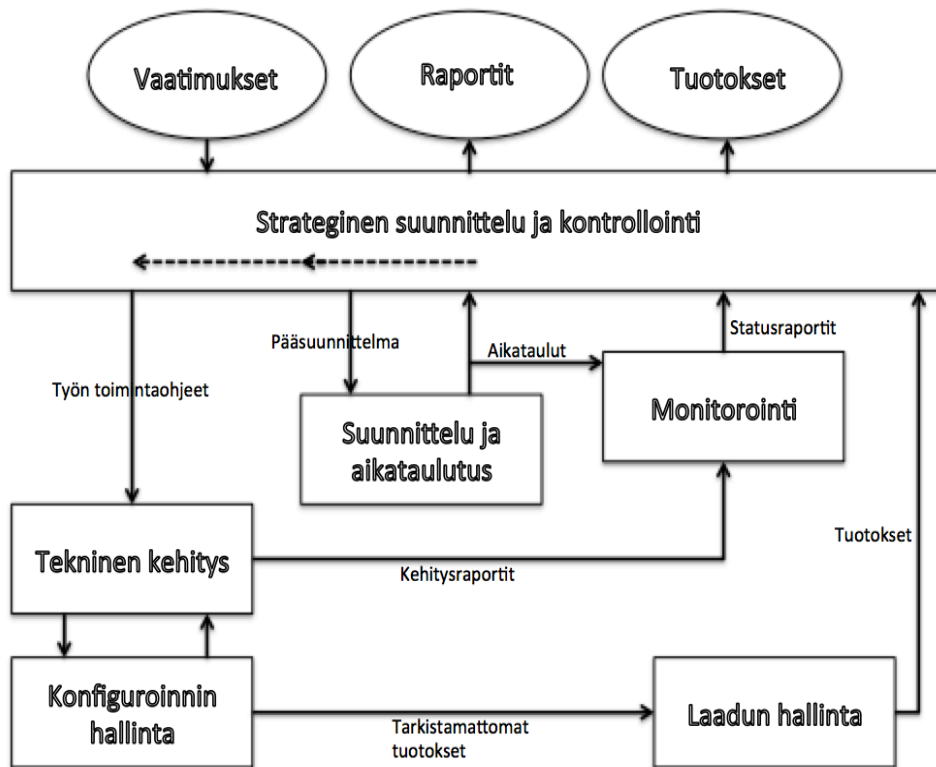 Vaatimukset
Raportit
Tuotokset
Strateginen suunnittelu ja kontrollointi
Pääsuunnittelma
Aikataulut
Statusraportit
Työn toimintaohjeet
Suunnittelu ja
aikataulutus
Monitorointi
Tekninen kehitys
Kehitysraportit
Tuotokset
Konfiguroinnin
hallinta
Tarkistamattomat
tuotokset
Laadun hallinta